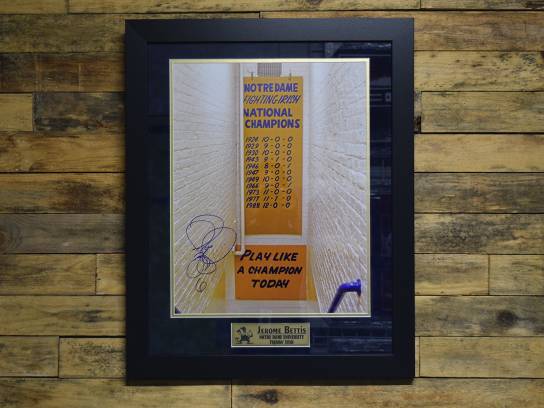 NOTRE DAME
FIGHTING IRISH
NATIONAL
CHAMPIONS
1924 10-0-0
1929 9-0-0
1930 10-0-0
1943 9-1-0
1946 8-0-1
1947 9-0-0
1949 10-0-0
1966 9-0-1
1973 11-0-0
1977 11-1-0
1988 12-0-0
PLAY LIKE
A CHAMPION
TODAY
6
JEROME BETTIS
NOTRE DAME UNIVERSITY